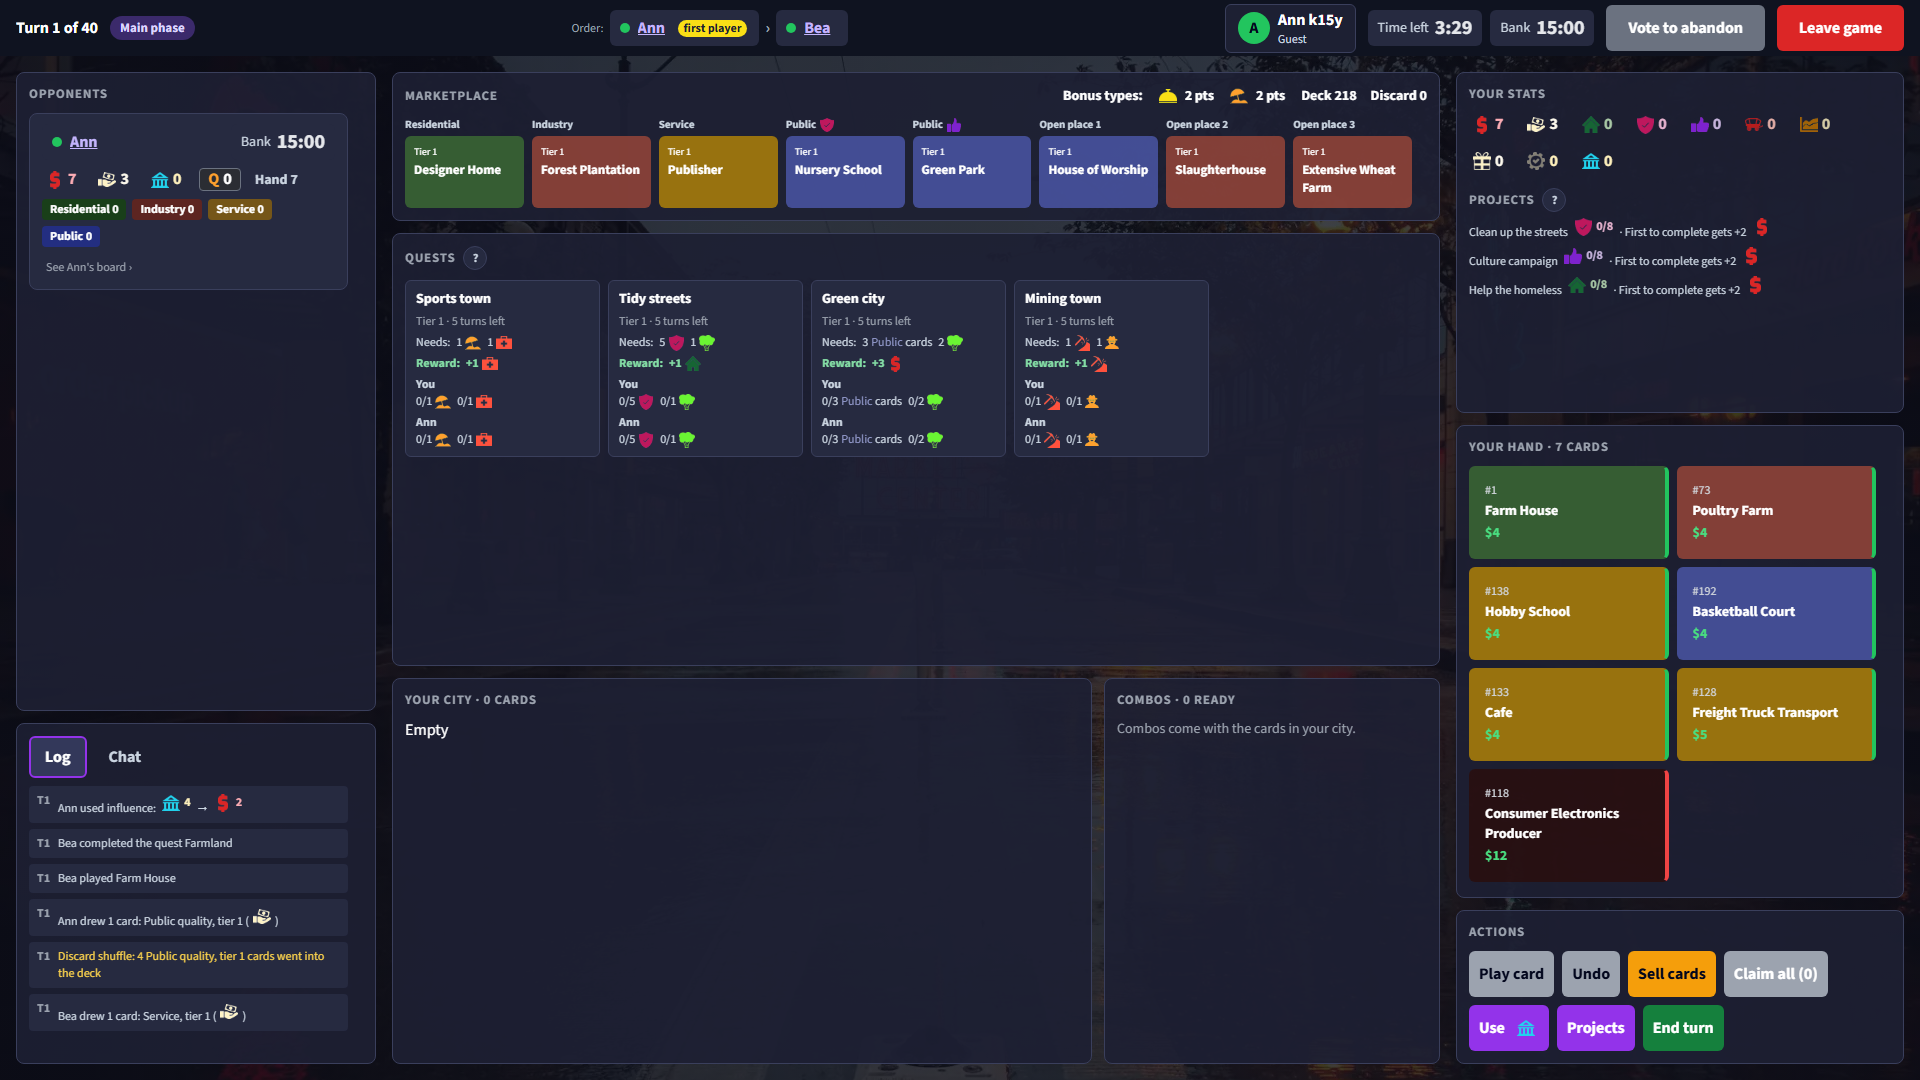 Turn 1 of 40 Main phase
Order: Ann first player › Bea
A Ann k15y
Guest
Time left 3:29
Bank 15:00
Vote to abandon
Leave game
OPPONENTS
Ann Bank 15:00
7 3 0 Q 0 Hand 7
Residential 0 Industry 0 Service 0
Public 0
See Ann's board ›
MARKETPLACE
Bonus types: 2 pts 2 pts Deck 218 Discard 0
Residential Industry Service Public Public Open place 1 Open place 2 Open place 3
Tier 1
Designer Home
Tier 1
Forest Plantation
Tier 1
Publisher
Tier 1
Nursery School
Tier 1
Green Park
Tier 1
House of Worship
Tier 1
Slaughterhouse
Tier 1
Extensive Wheat
Farm
QUESTS ?
Sports town
Tier 1 · 5 turns left
Needs: 1 1
Reward: +1
You
0/1 0/1
Ann
0/1 0/1
Tidy streets
Tier 1 · 5 turns left
Needs: 5 1
Reward: +1
You
0/5 0/1
Ann
0/5 0/1
Green city
Tier 1 · 5 turns left
Needs: 3 Public cards 2
Reward: +3
You
0/3 Public cards 0/2
Ann
0/3 Public cards 0/2
Mining town
Tier 1 · 5 turns left
Needs: 1 1
Reward: +1
You
0/1 0/1
Ann
0/1 0/1
YOUR CITY · 0 CARDS
Empty
COMBOS · 0 READY
Combos come with the cards in your city.
Log Chat
T1 Ann used influence: 4 → 2
T1 Bea completed the quest Farmland
T1 Bea played Farm House
T1 Ann drew 1 card: Public quality, tier 1 ( )
T1 Discard shuffle: 4 Public quality, tier 1 cards went into
the deck
T1 Bea drew 1 card: Service, tier 1 ( )
YOUR STATS
7 3 0 0 0 0 0
0 0 0
PROJECTS ?
Clean up the streets 0/8 · First to complete gets +2
Culture campaign 0/8 · First to complete gets +2
Help the homeless 0/8 · First to complete gets +2
YOUR HAND · 7 CARDS
#1
Farm House
$4
#73
Poultry Farm
$4
#138
Hobby School
$4
#192
Basketball Court
$4
#133
Cafe
$4
#128
Freight Truck Transport
$5
#118
Consumer Electronics
Producer
$12
ACTIONS
Play card Undo Sell cards Claim all (0)
Use Projects End turn